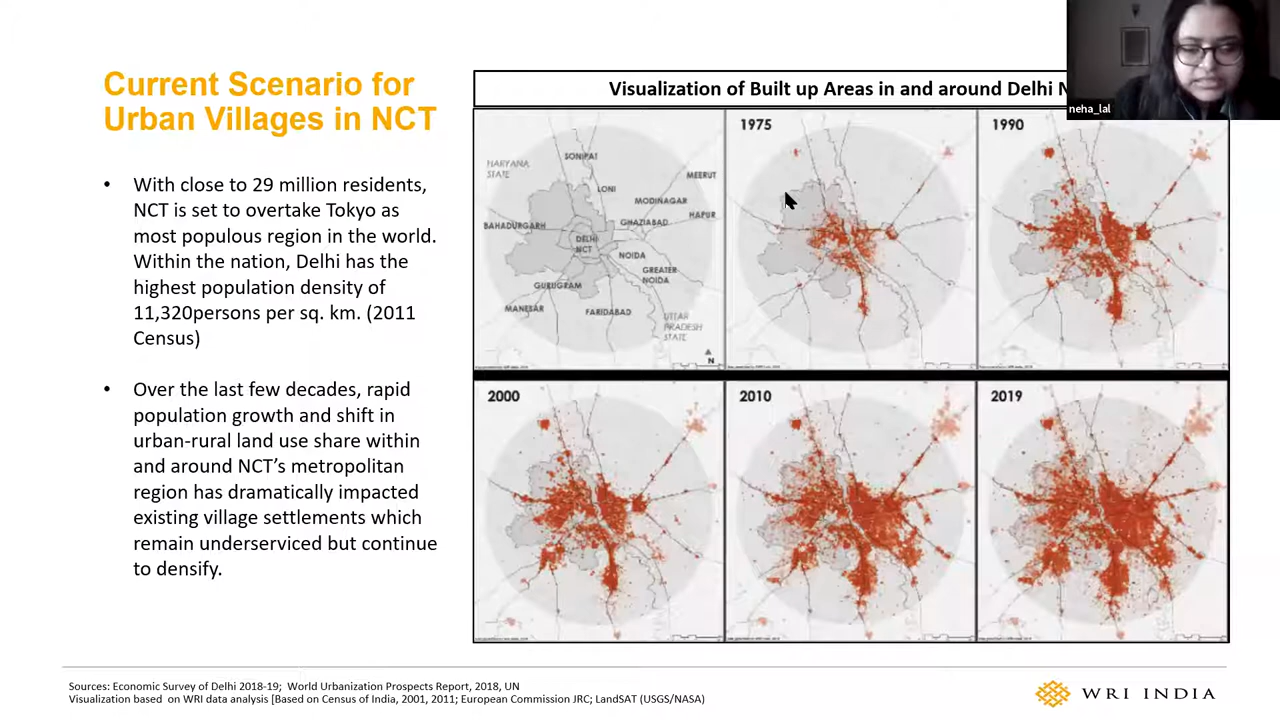 Current Scenario for
Urban Villages in NCT
• With close to 29 million residents,
NCT is set to overtake Tokyo as
most populous region in the world.
Within the nation, Delhi has the
highest population density of
11,320persons per sq. km. (2011
Census)
• Over the last few decades, rapid
population growth and shift in
urban-rural land use share within
and around NCT’s metropolitan
region has dramatically impacted
existing village settlements which
remain underserviced but continue
to densify.
Visualization of Built up Areas in and around Delhi
neha_lal
HARYANA
STATE
SONIPAT
LONI
MEERUT
MODINAGAR
HAPUR
BAHADURGARH
GHAZIABAD
DELHI
NCT
NOIDA
GREATER
NOIDA
GURUGRAM
MANESAR
FARIDABAD
UTTAR
PRADESH
STATE
N
1975
1990
2000
2010
2019
Sources: Economic Survey of Delhi 2018-19; World Urbanization Prospects Report, 2018, UN
Visualization based on WRI data analysis [Based on Census of India, 2001, 2011; European Commission JRC; LandSAT (USGS/NASA)
WRI INDIA